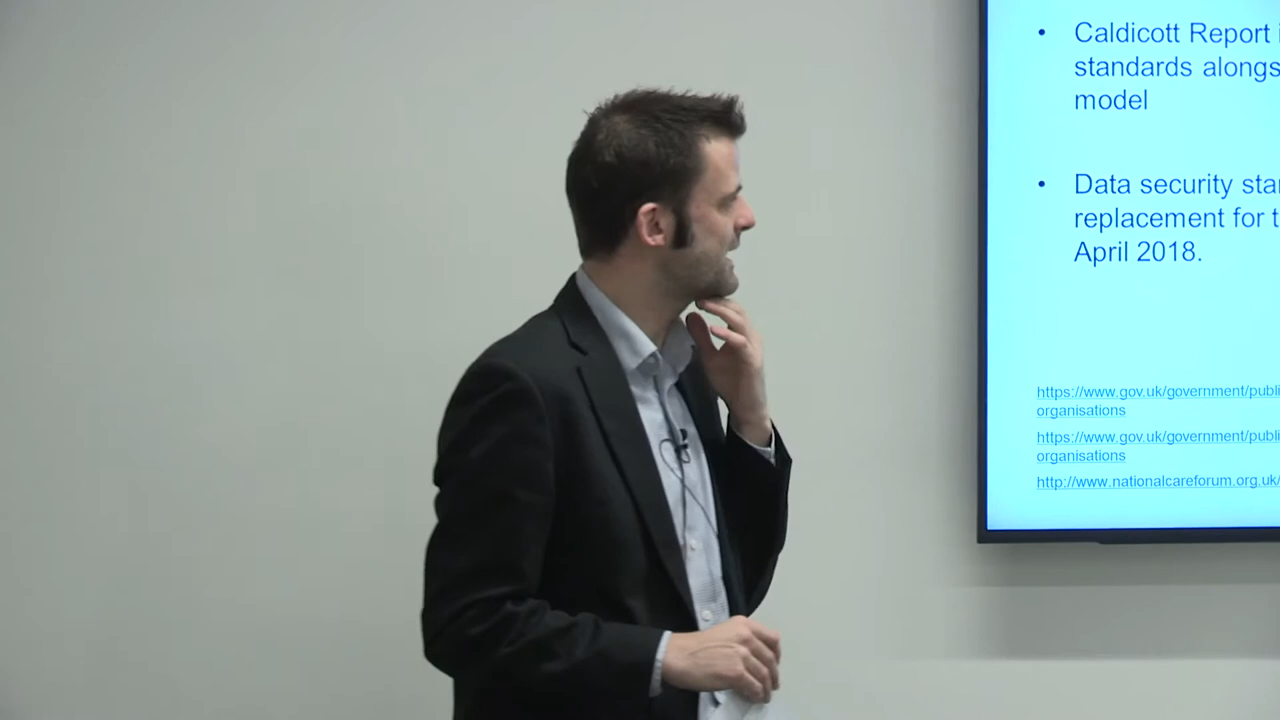 • Caldicott Report
standards alongs
model
• Data security sta
replacement for t
April 2018.
https://www.gov.uk/government/publi
organisations
https://www.gov.uk/government/publi
organisations
http://www.nationalcareforum.org.uk/